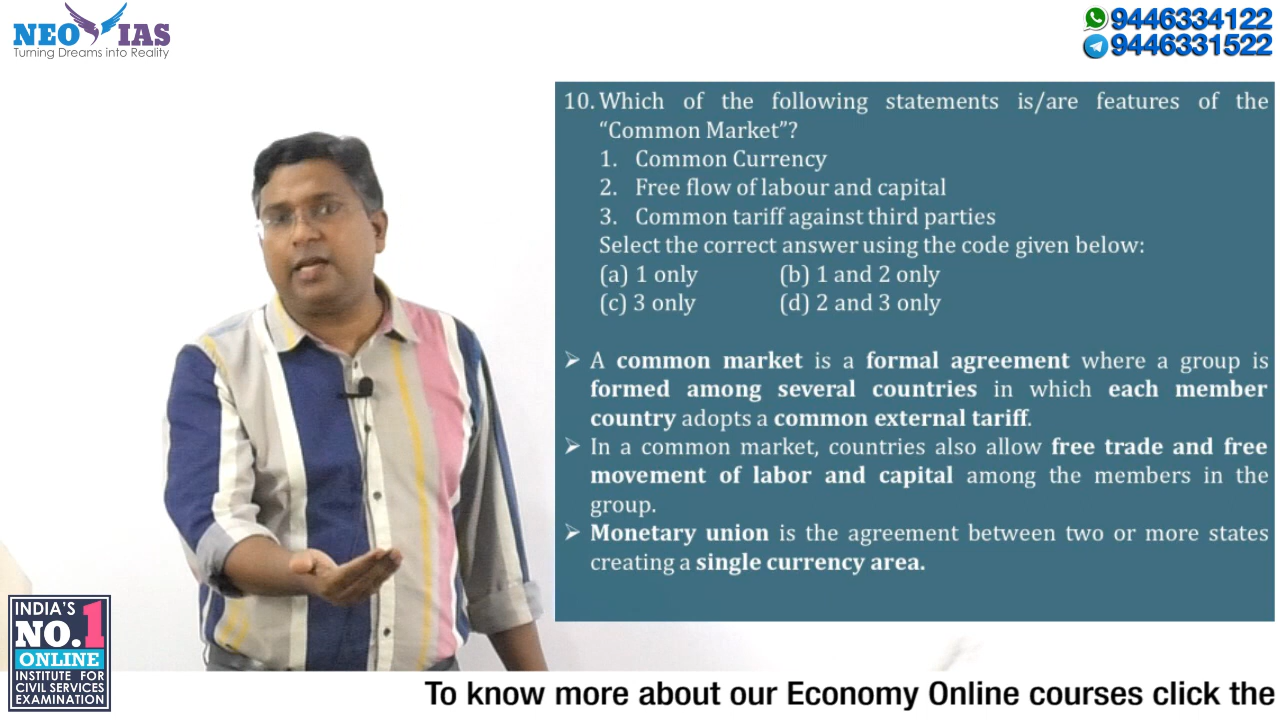 NEO IAS
Turning Dreams into Reality
9446334122
9446331522
10. Which of the following statements is/are features of the
“Common Market”?
1. Common Currency
2. Free flow of labour and capital
3. Common tariff against third parties
Select the correct answer using the code given below:
(a) 1 only (b) 1 and 2 only
(c) 3 only (d) 2 and 3 only
➢ A common market is a formal agreement where a group is
formed among several countries in which each member
country adopts a common external tariff.
➢ In a common market, countries also allow free trade and free
movement of labor and capital among the members in the
group.
➢ Monetary union is the agreement between two or more states
creating a single currency area.
INDIA'S
NO.1
ONLINE
INSTITUTE FOR
CIVIL SERVICES
EXAMINATION
To know more about our Economy Online courses click the